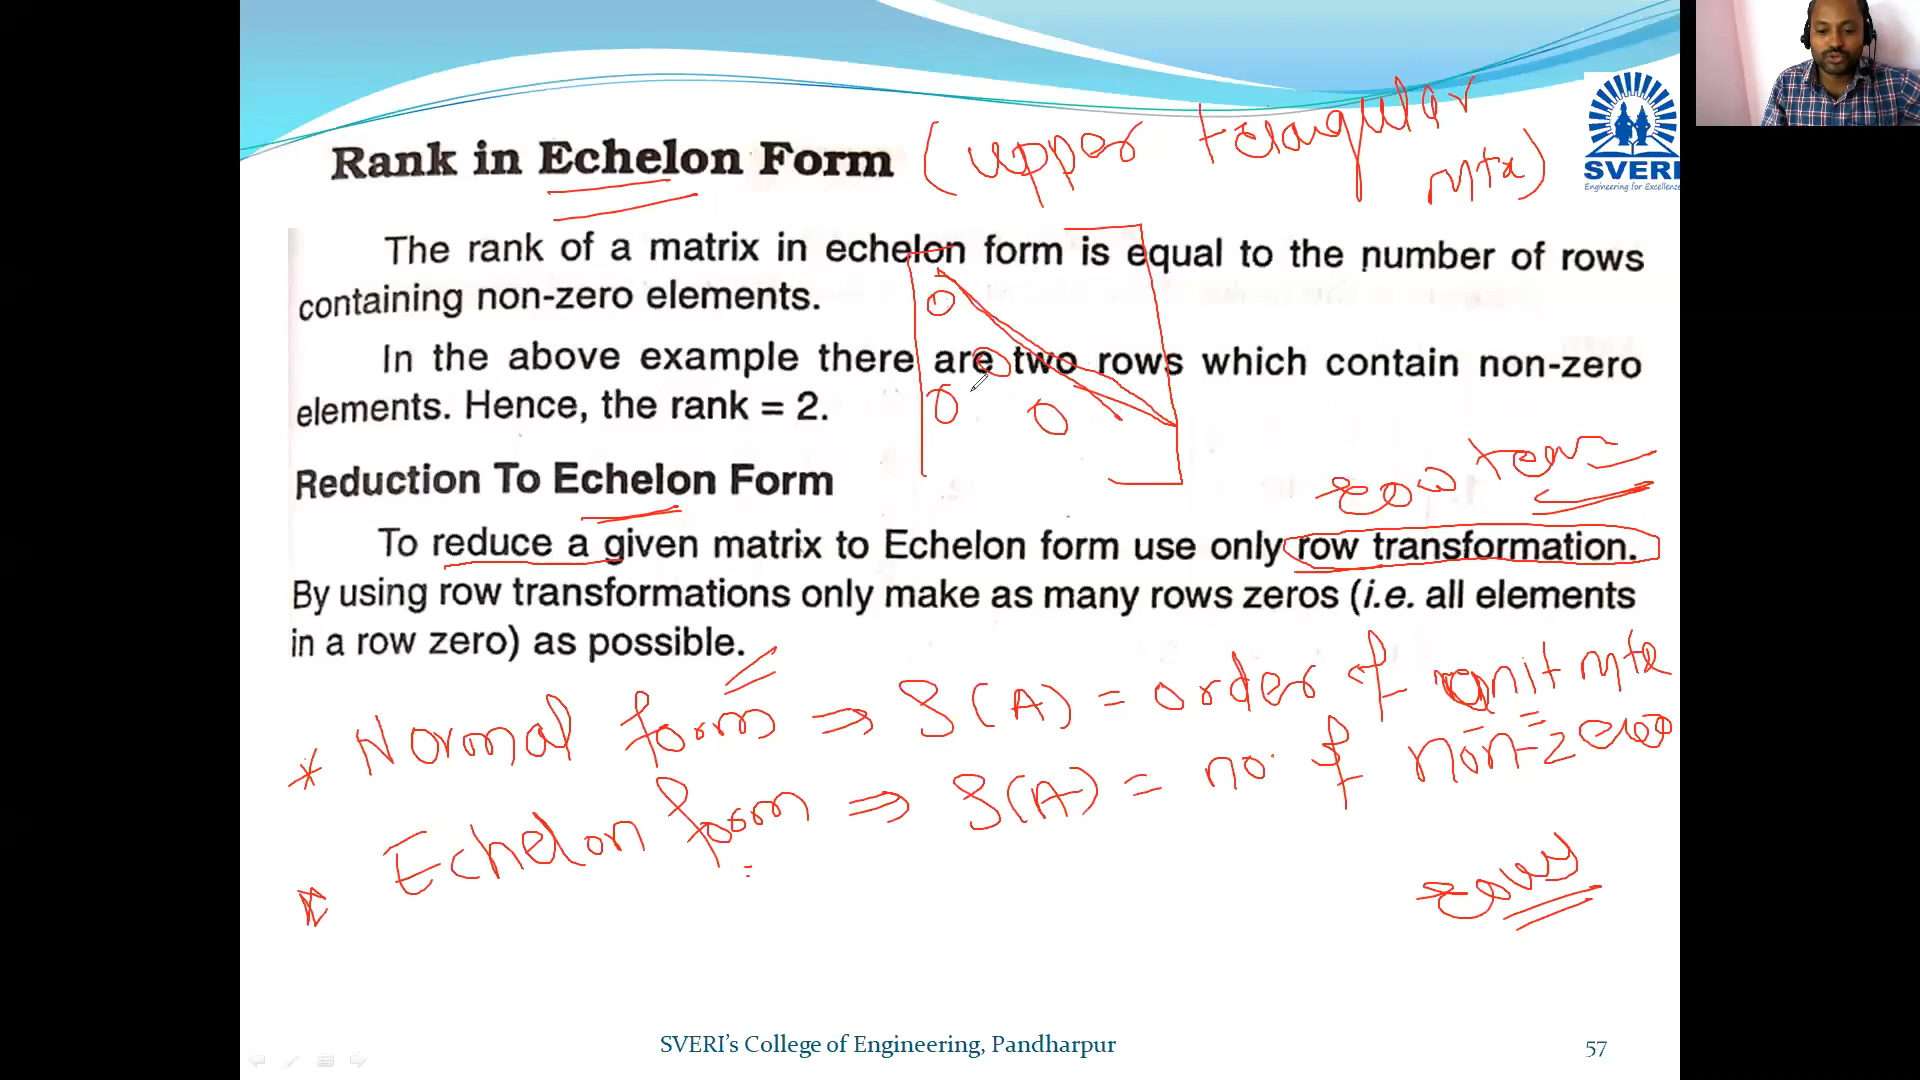 Rank in Echelon Form (upper triangular
Mtx)
SVERI
Engineering for Excellence
The rank of a matrix in echelon form is equal to the number of rows
containing non-zero elements.
In the above example there are two rows which contain non-zero
elements. Hence, the rank = 2.
0
0
0 0
Reduction To Echelon Form
row tran
To reduce a given matrix to Echelon form use only row transformation.
By using row transformations only make as many rows zeros (i.e. all elements
in a row zero) as possible.
* Normal form ⇒ ρ(A) = order of unit Mtx
* Echelon form ⇒ ρ(A) = no. of non-zero
rows
SVERI's College of Engineering, Pandharpur
57